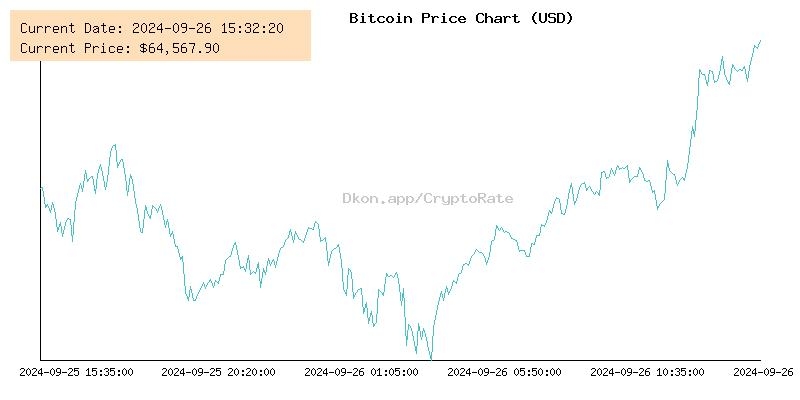 Bitcoin Price Chart (USD)
Current Date: 2024-09-26 15:32:20
Current Price: $64,567.90
Dkon.app/CryptoRate
2024-09-25 15:35:00 2024-09-25 20:20:00 2024-09-26 01:05:00 2024-09-26 05:50:00 2024-09-26 10:35:00 2024-09-26